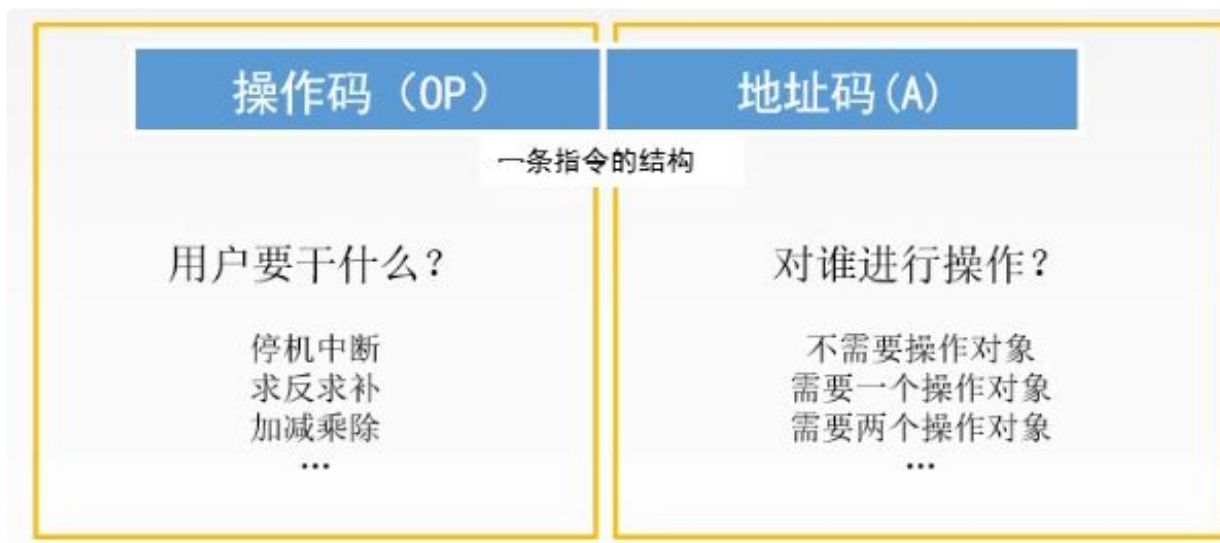 操作码（OP）
地址码(A)
一条指令的结构
用户要干什么？
停机中断
求反求补
加减乘除
…
对谁进行操作？
不需要操作对象
需要一个操作对象
需要两个操作对象
…